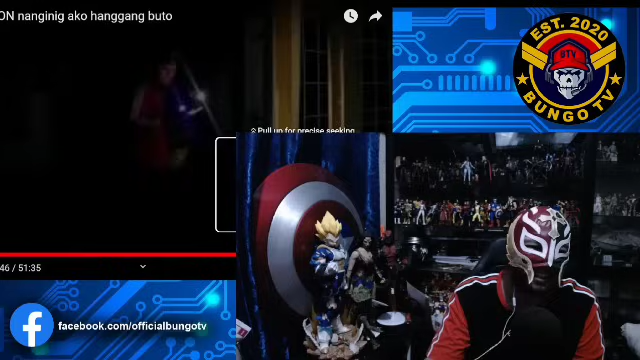 ON nanginig ako hanggang buto
EST. 2020
BTV
BUNGO TV
Pull up for precise seeking
46 / 51:35
facebook.com/officialbungotv